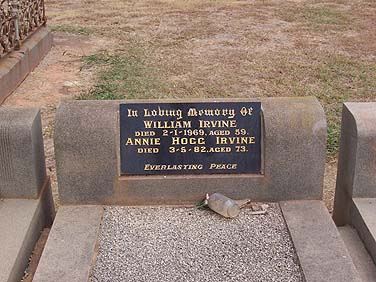 In Loving Memory Of
WILLIAM IRVINE
DIED 2-1-1969, AGED 59.
ANNIE HOGG IRVINE
DIED 3-5-82, AGED 73.
EVERLASTING PEACE